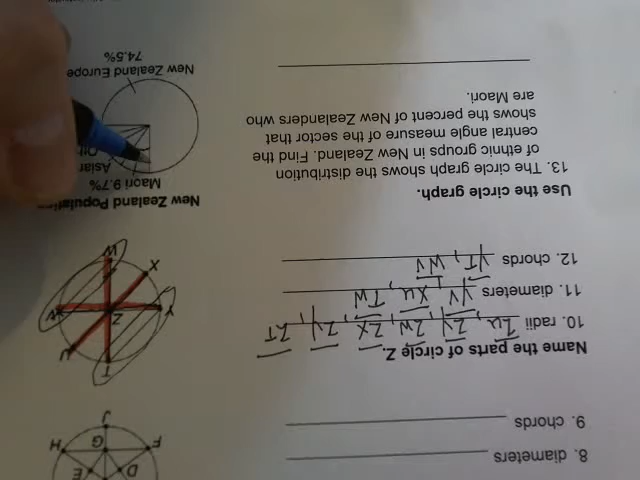 8. diameters
9. chords
F
D
E
H
G
J
Name the parts of circle Z.
10. radii ZU, ZV, ZW, ZX, ZY, ZT
11. diameters YV, XU, TW
12. chords YT, WV
T
U
Y
Z
V
X
W
Use the circle graph.
13. The circle graph shows the distribution
of ethnic groups in New Zealand. Find the
central angle measure of the sector that
shows the percent of New Zealanders who
are Maori.
New Zealand Population
Maori 9.7%
Asian
New Zealand Europe
74.5%